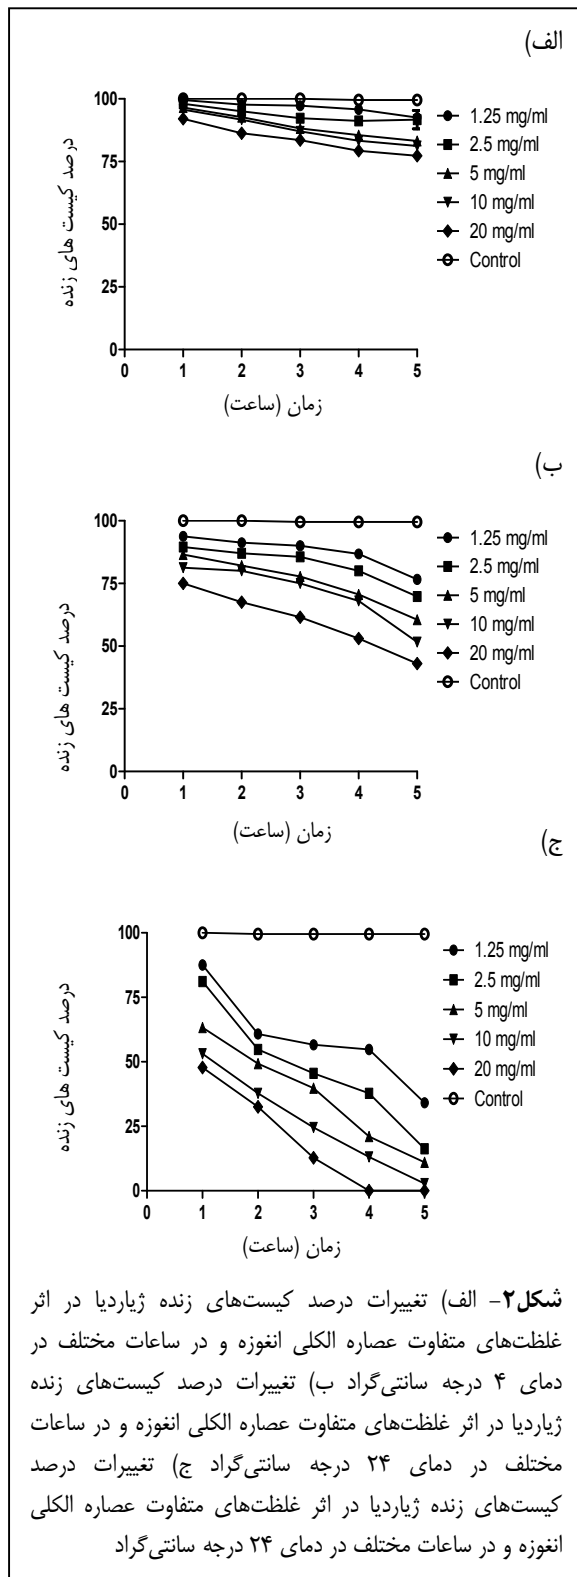 الف)
درصد کیست های زنده
100
75
50
25
0
0 1 2 3 4 5
زمان (ساعت)
1.25 mg/ml
2.5 mg/ml
5 mg/ml
10 mg/ml
20 mg/ml
Control
ب)
درصد کیست های زنده
100
75
50
25
0
0 1 2 3 4 5
زمان (ساعت)
1.25 mg/ml
2.5 mg/ml
5 mg/ml
10 mg/ml
20 mg/ml
Control
ج)
درصد کیست های زنده
100
75
50
25
0
0 1 2 3 4 5
زمان (ساعت)
1.25 mg/ml
2.5 mg/ml
5 mg/ml
10 mg/ml
20 mg/ml
Control
شکل۲- الف) تغییرات درصد کیست‌های زنده ژیاردیا در اثر
غلظت‌های متفاوت عصاره الکلی انغوزه و در ساعات مختلف در
دمای ۴ درجه سانتی‌گراد ب) تغییرات درصد کیست‌های زنده
ژیاردیا در اثر غلظت‌های متفاوت عصاره الکلی انغوزه و در ساعات
مختلف در دمای ۲۴ درجه سانتی‌گراد ج) تغییرات درصد
کیست‌های زنده ژیاردیا در اثر غلظت‌های متفاوت عصاره الکلی
انغوزه و در ساعات مختلف در دمای ۲۴ درجه سانتی‌گراد